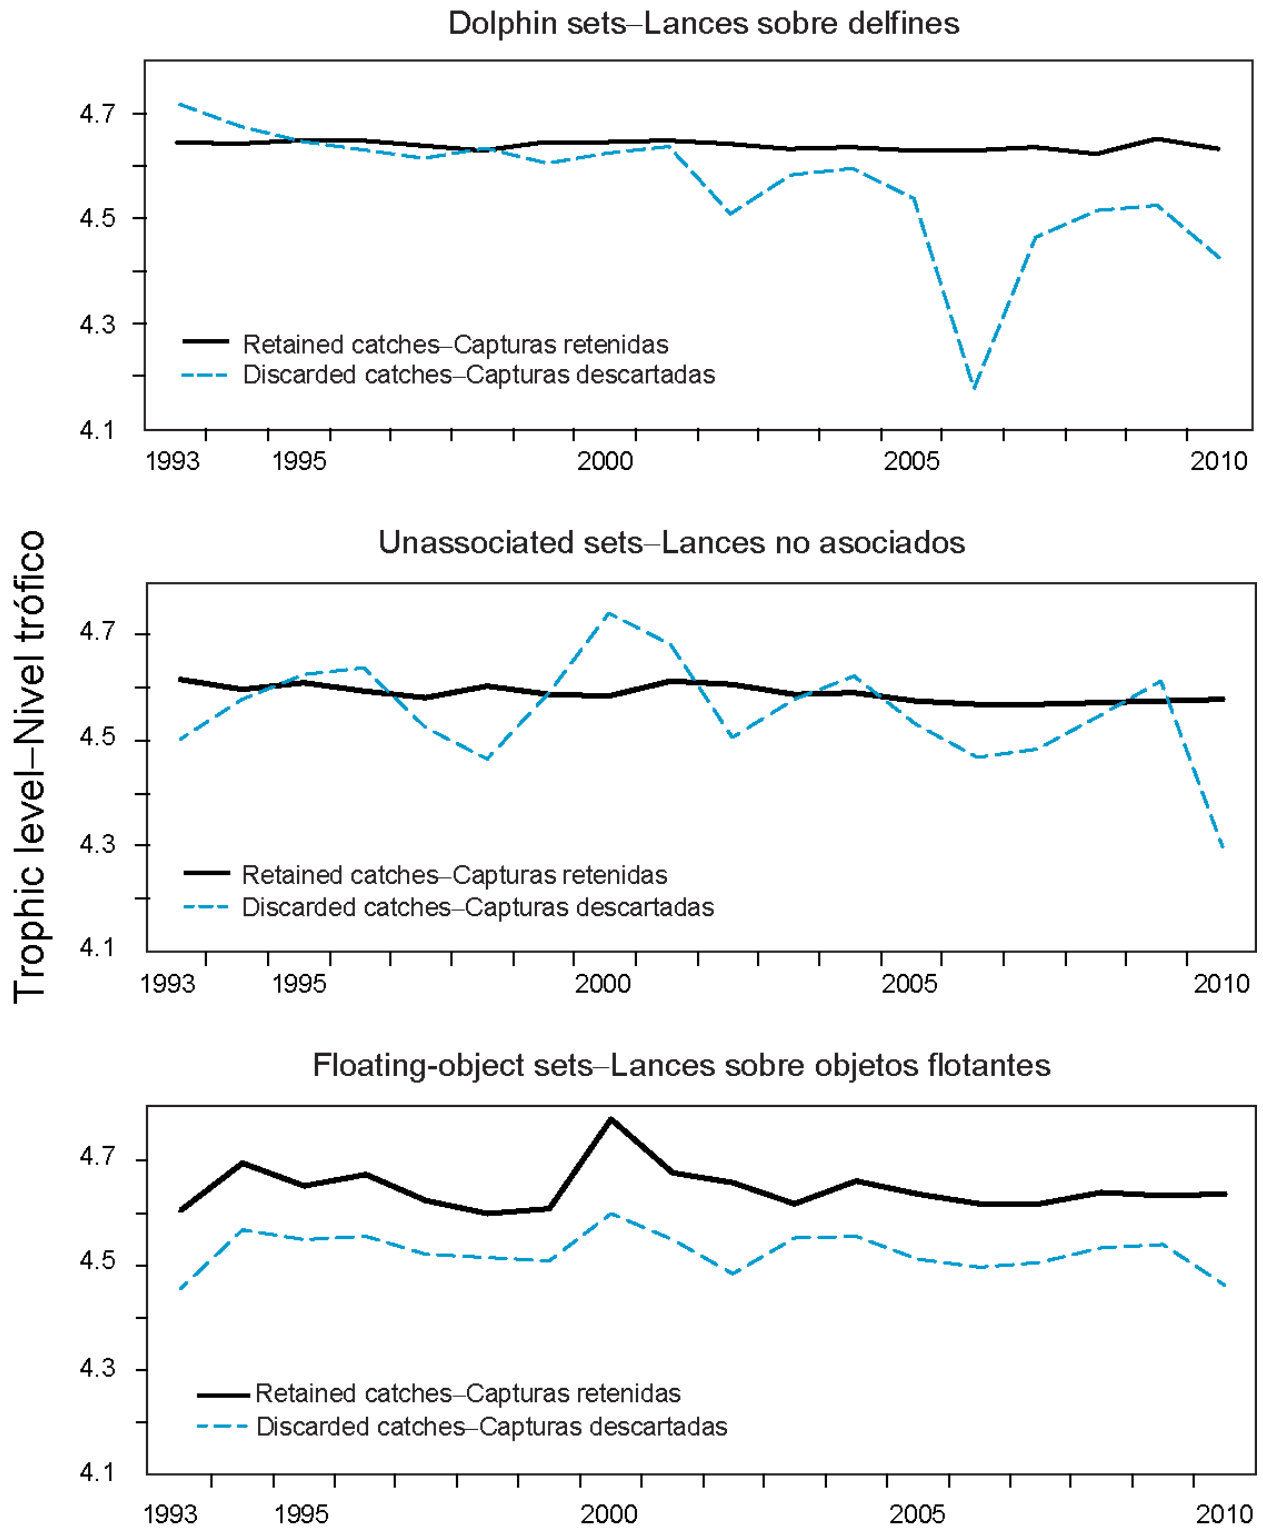 Dolphin sets–Lances sobre delfines
4.7
4.5
4.3
4.1
Retained catches–Capturas retenidas
Discarded catches–Capturas descartadas
1993 1995 2000 2005 2010
Trophic level–Nivel trófico
Unassociated sets–Lances no asociados
4.7
4.5
4.3
4.1
Retained catches–Capturas retenidas
Discarded catches–Capturas descartadas
1993 1995 2000 2005 2010
Floating-object sets–Lances sobre objetos flotantes
4.7
4.5
4.3
4.1
Retained catches–Capturas retenidas
Discarded catches–Capturas descartadas
1993 1995 2000 2005 2010